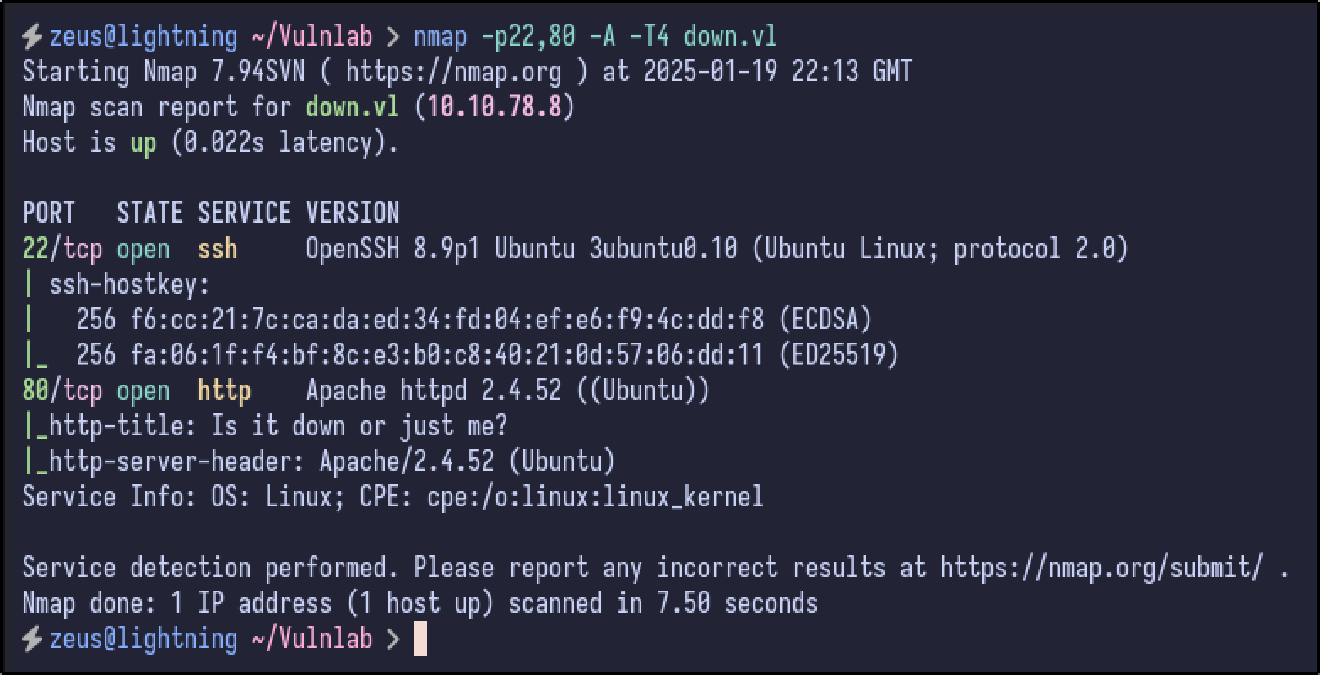 zeus@lightning ~/Vulnlab > nmap -p22,80 -A -T4 down.vl
Starting Nmap 7.94SVN ( https://nmap.org ) at 2025-01-19 22:13 GMT
Nmap scan report for down.vl (10.10.78.8)
Host is up (0.022s latency).
PORT   STATE SERVICE VERSION
22/tcp open  ssh     OpenSSH 8.9p1 Ubuntu 3ubuntu0.10 (Ubuntu Linux; protocol 2.0)
| ssh-hostkey:
|   256 f6:cc:21:7c:ca:da:ed:34:fd:04:ef:e6:f9:4c:dd:f8 (ECDSA)
|_  256 fa:06:1f:f4:bf:8c:e3:b0:c8:40:21:0d:57:06:dd:11 (ED25519)
80/tcp open  http    Apache httpd 2.4.52 ((Ubuntu))
|_http-title: Is it down or just me?
|_http-server-header: Apache/2.4.52 (Ubuntu)
Service Info: OS: Linux; CPE: cpe:/o:linux:linux_kernel
Service detection performed. Please report any incorrect results at https://nmap.org/submit/ .
Nmap done: 1 IP address (1 host up) scanned in 7.50 seconds
zeus@lightning ~/Vulnlab >